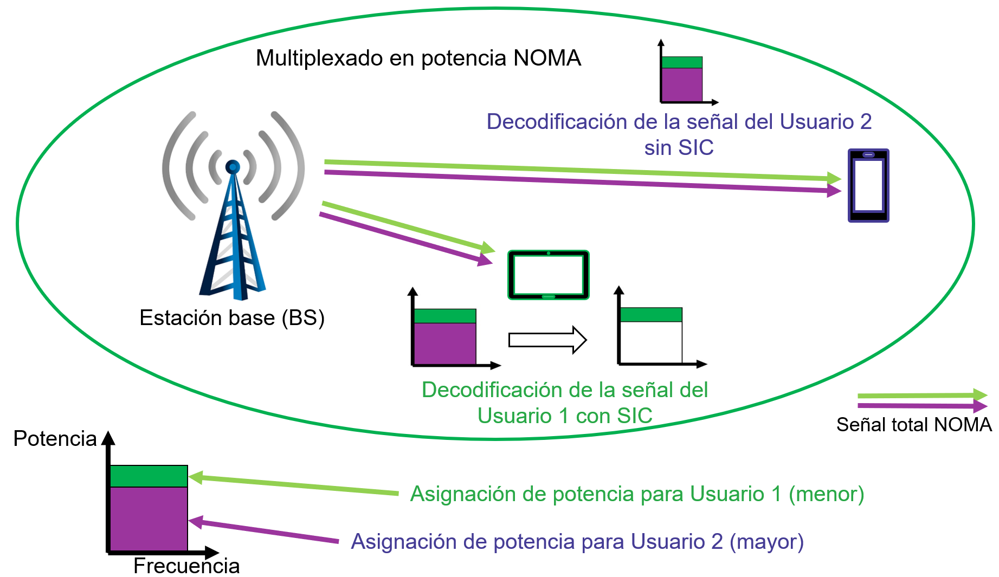 Multiplexado en potencia NOMA
Decodificación de la señal del Usuario 2
sin SIC
Estación base (BS)
Decodificación de la señal del
Usuario 1 con SIC
Señal total NOMA
Potencia
Asignación de potencia para Usuario 1 (menor)
Asignación de potencia para Usuario 2 (mayor)
Frecuencia